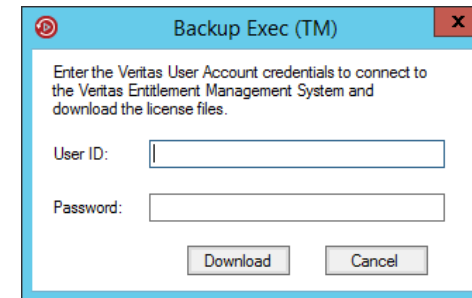 Backup Exec (TM)
x
Enter the Veritas User Account credentials to connect to
the Veritas Entitlement Management System and
download the license files.
User ID:
Password:
Download Cancel